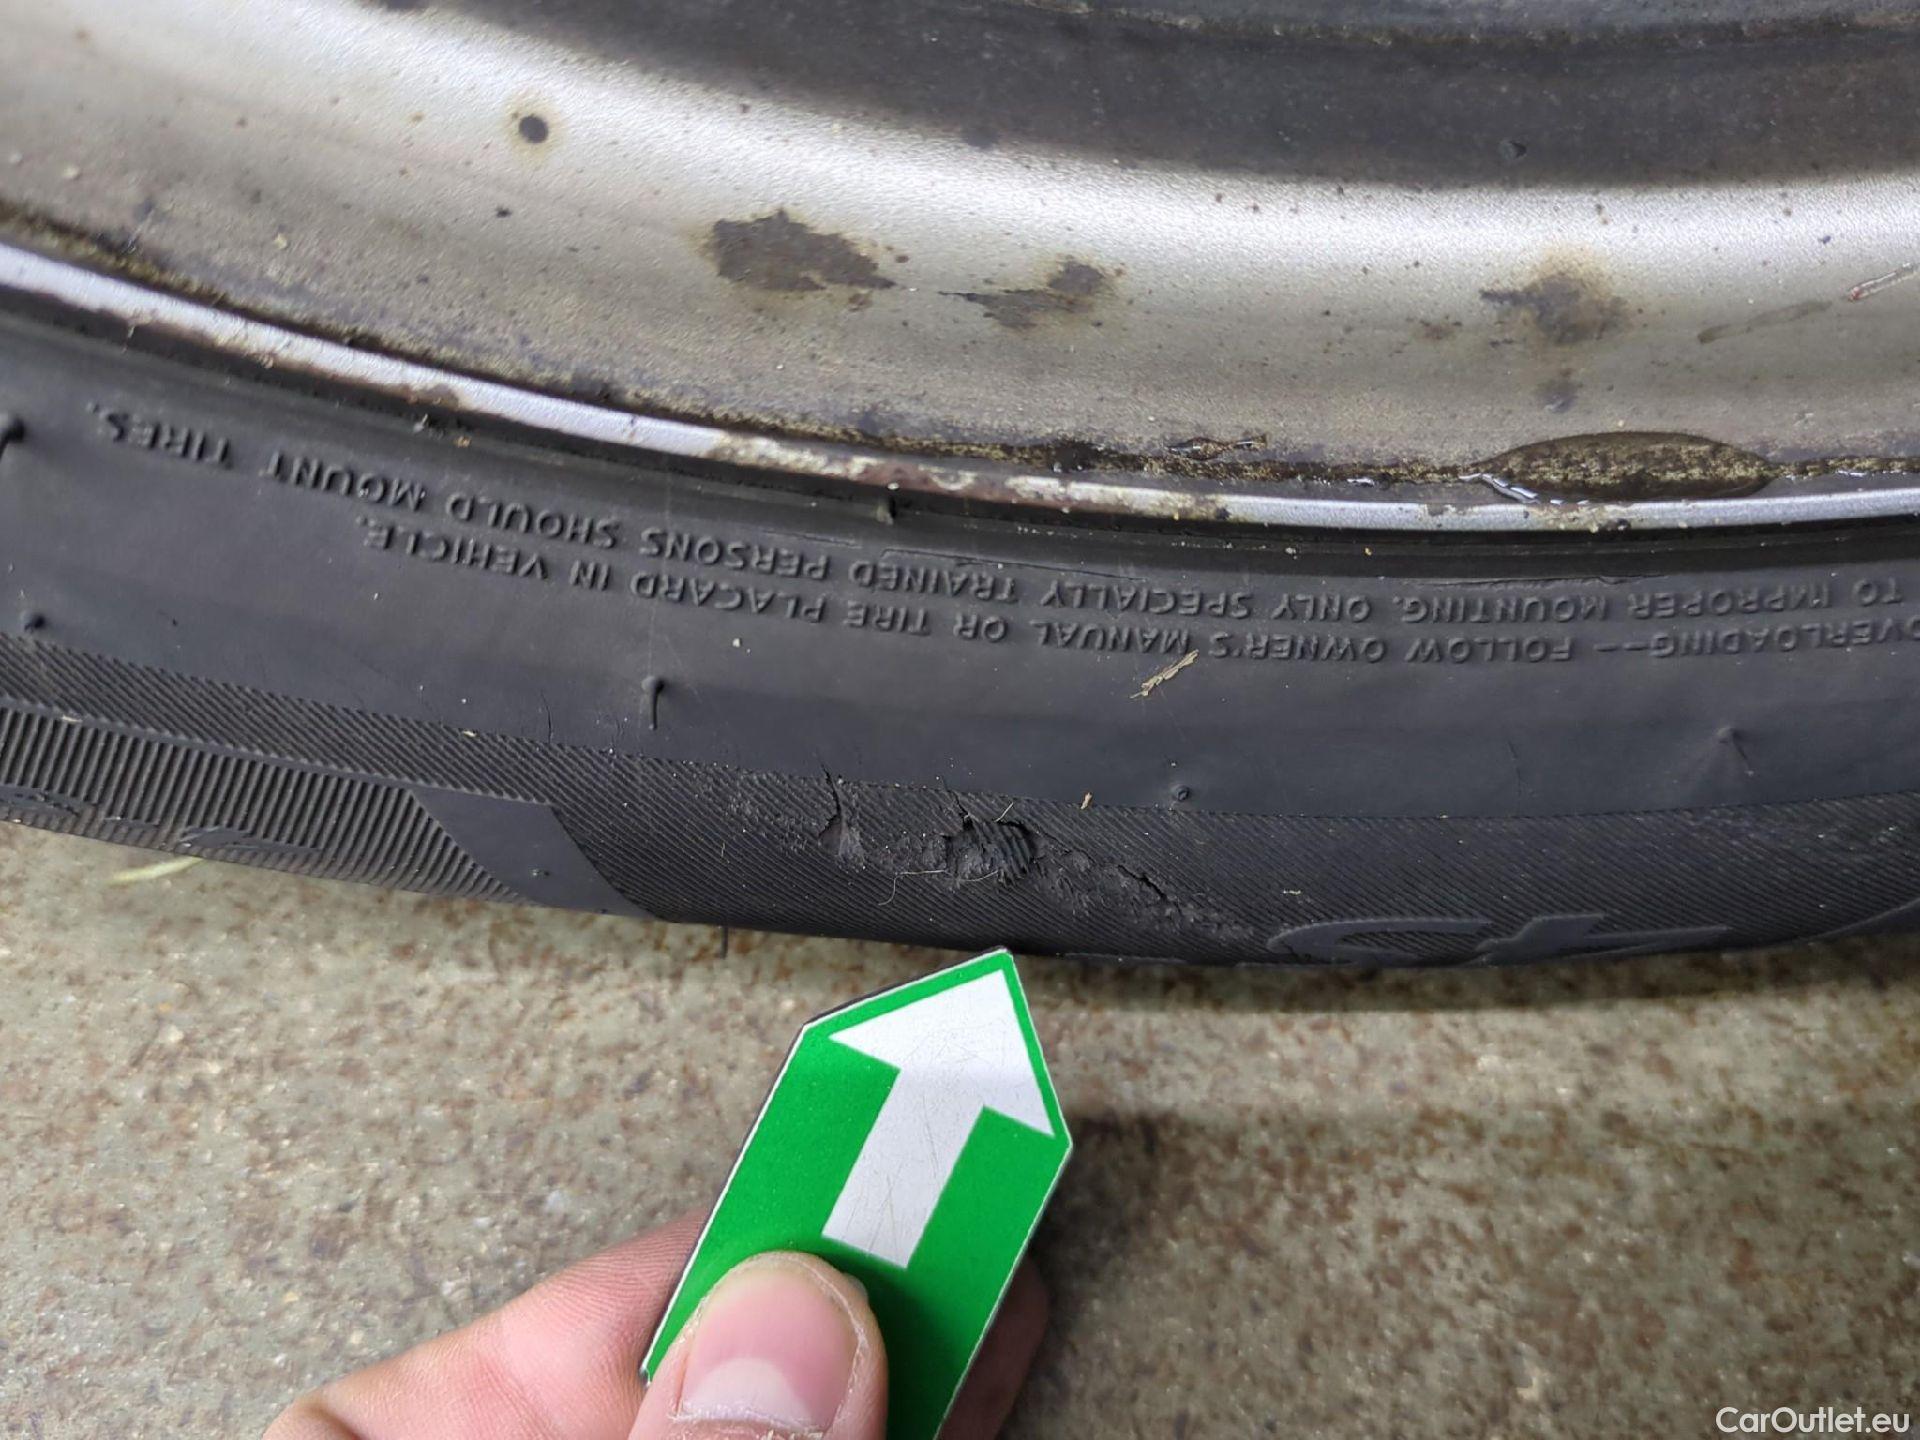 OVERLOADING-- FOLLOW OWNER'S MANUAL OR TIRE PLACARD IN VEHICLE.
TO IMPROPER MOUNTING. ONLY SPECIALLY TRAINED PERSONS SHOULD MOUNT TIRES.
CarOutlet.eu